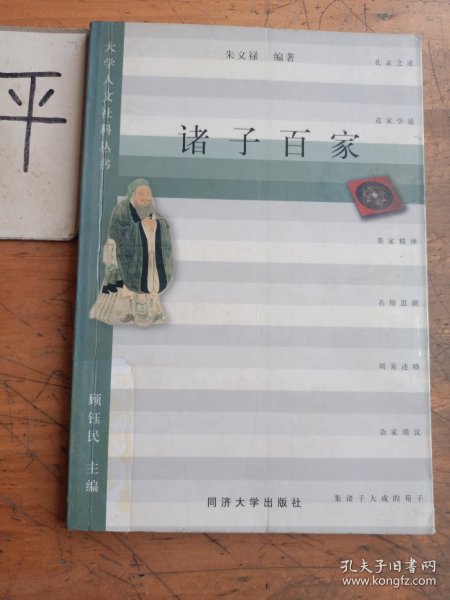 平
大学人文社科丛书
朱义禄 编著
孔孟之道
道家学说
诸子百家
墨家精神
名辩思潮
周易述略
余家琐议
顾钰民 主编
同济大学出版社
集诸子大成的荀子
孔夫子旧书网
www.kongfz.com